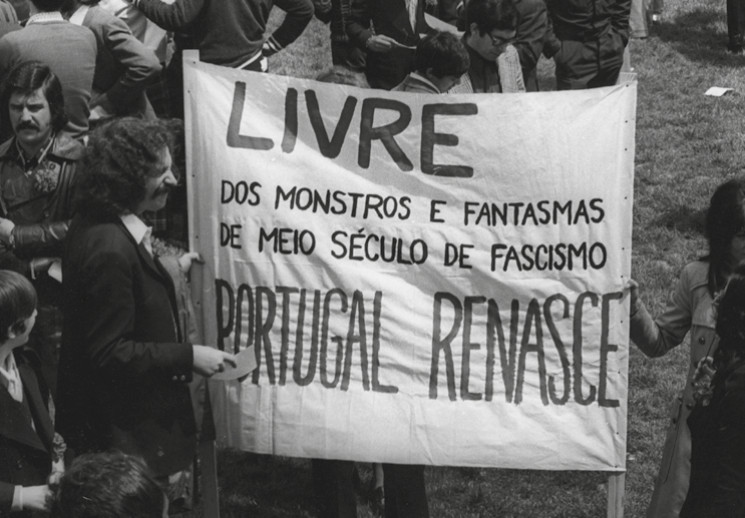 LIVRE
DOS MONSTROS E FANTASMAS
DE MEIO SÉCULO DE FASCISMO
PORTUGAL RENASCE